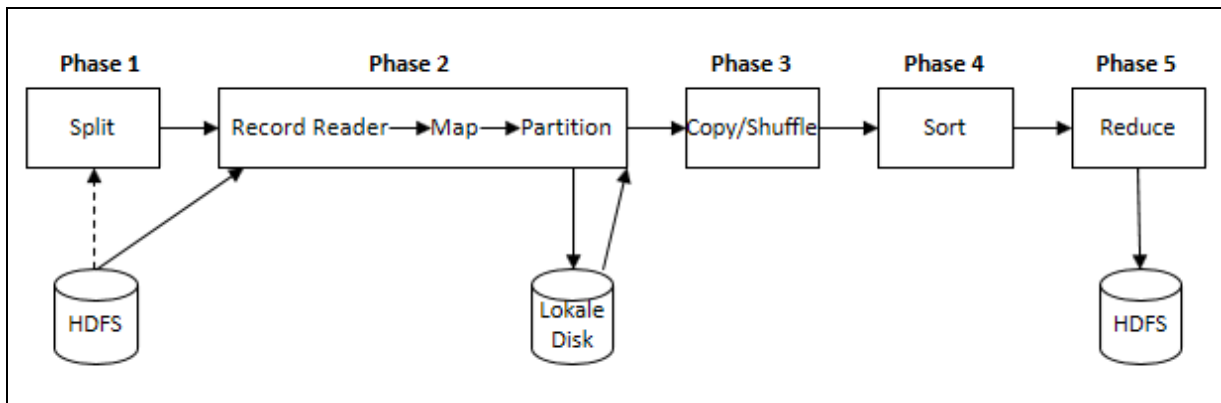 Phase 1
Phase 2
Phase 3
Phase 4
Phase 5
Split
Record Reader
Map
Partition
Copy/Shuffle
Sort
Reduce
HDFS
Lokale
Disk
HDFS